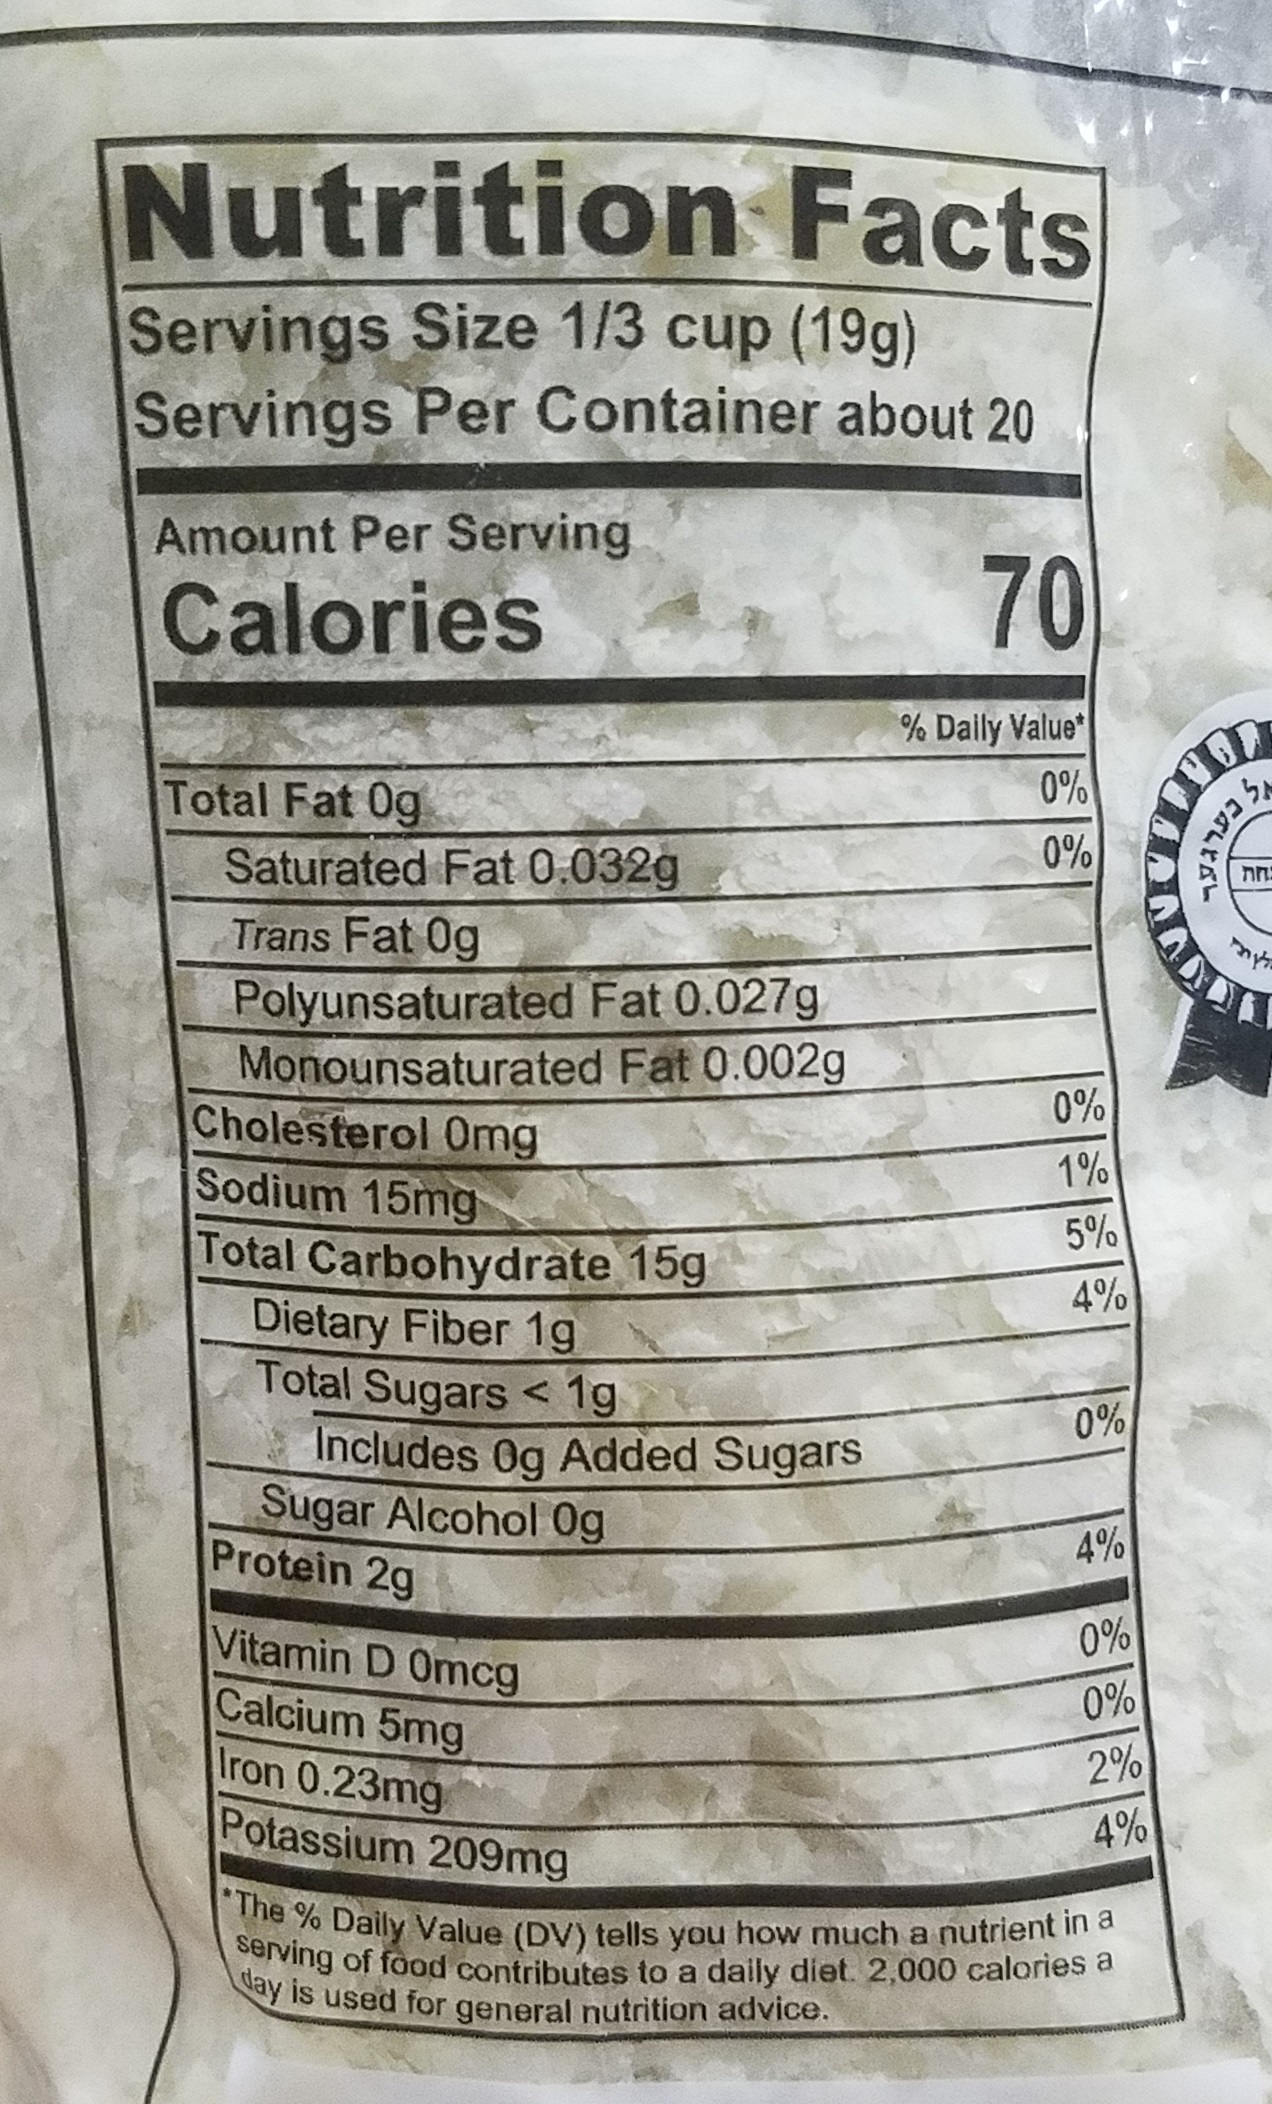 Nutrition Facts
Servings Size 1/3 cup (19g)
Servings Per Container about 20
Amount Per Serving
Calories 70
% Daily Value*
Total Fat 0g 0%
Saturated Fat 0.032g 0%
Trans Fat 0g
Polyunsaturated Fat 0.027g
Monounsaturated Fat 0.002g
Cholesterol 0mg 0%
Sodium 15mg 1%
Total Carbohydrate 15g 5%
Dietary Fiber 1g 4%
Total Sugars < 1g
Includes 0g Added Sugars 0%
Sugar Alcohol 0g
Protein 2g 4%
Vitamin D 0mcg 0%
Calcium 5mg 0%
Iron 0.23mg 2%
Potassium 209mg 4%
*The % Daily Value (DV) tells you how much a nutrient in a
serving of food contributes to a daily diet. 2,000 calories a
day is used for general nutrition advice.